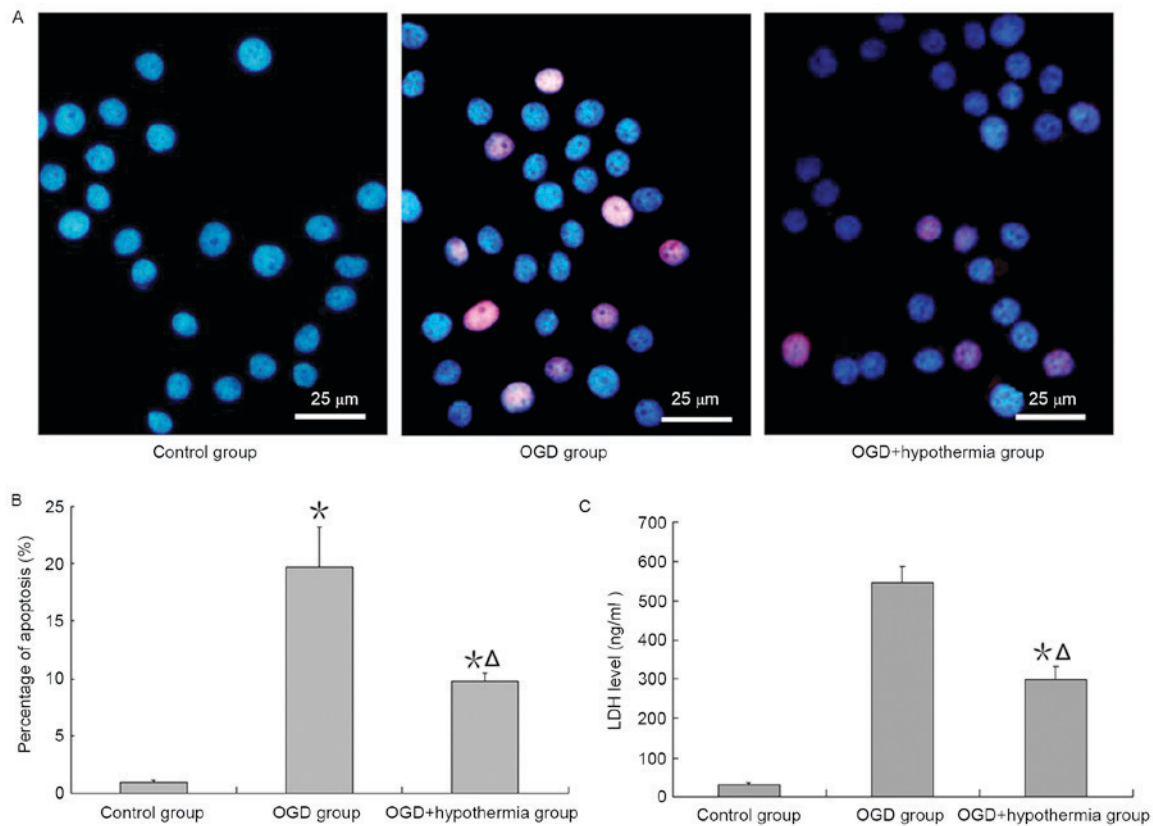 A
25 μm
25 μm
25 μm
Control group
OGD group
OGD+hypothermia group
B
Percentage of apoptosis (%)
25
20
15
10
5
0
*
*Δ
Control group
OGD group
OGD+hypothermia group
C
LDH level (ng/ml )
700
600
500
400
300
200
100
0
*Δ
Control group
OGD group
OGD+hypothermia group